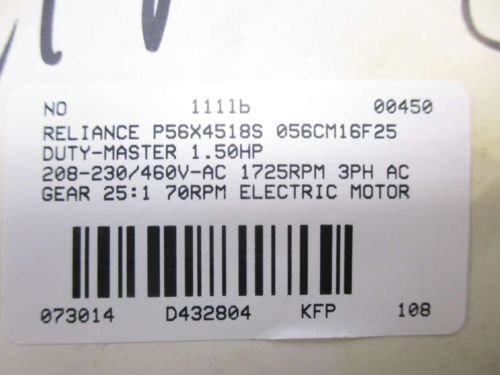 NO 111lb 00450
RELIANCE P56X4518S 056CM16F25
DUTY-MASTER 1.50HP
208-230/460V-AC 1725RPM 3PH AC
GEAR 25:1 70RPM ELECTRIC MOTOR
073014 D432804 KFP 108